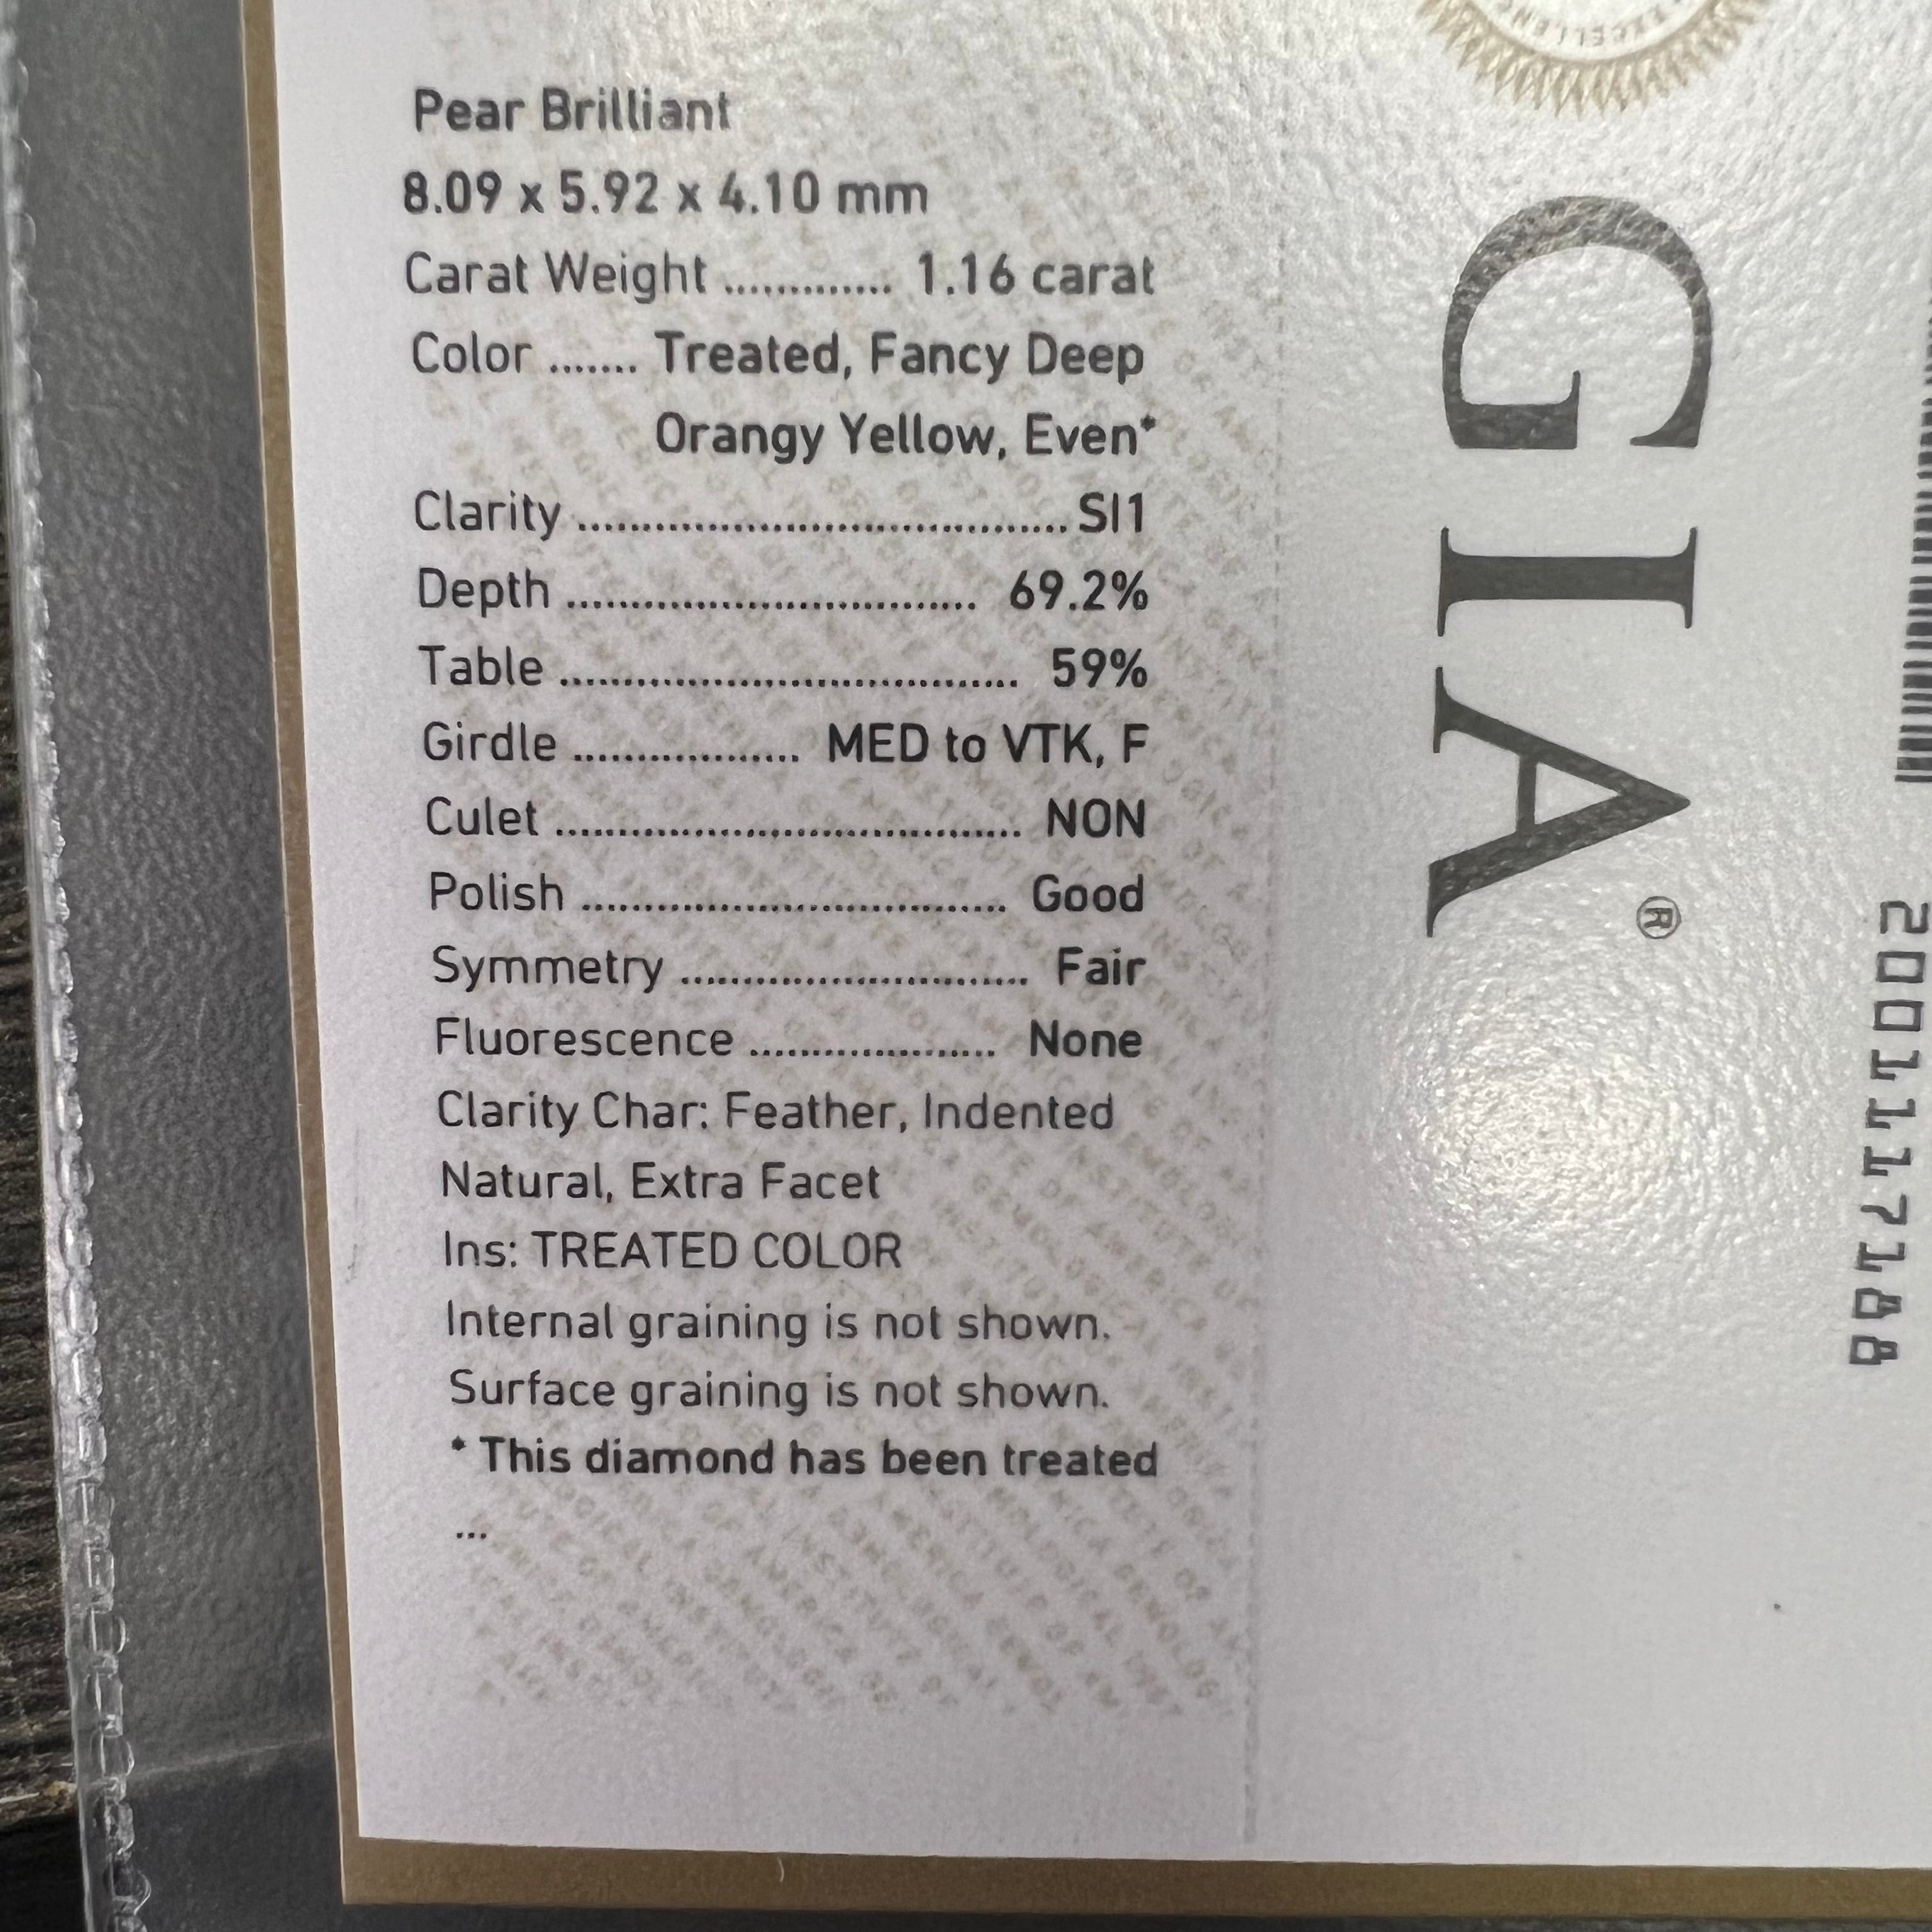 Pear Brilliant
8.09 x 5.92 x 4.10 mm
Carat Weight ............. 1.16 carat
Color ....... Treated, Fancy Deep
Orangy Yellow, Even*
Clarity ...................................... SI1
Depth ................................ 69.2%
Table .................................... 59%
Girdle .................. MED to VTK, F
Culet ..................................... NON
Polish .................................. Good
Symmetry ............................ Fair
Fluorescence .................... None
Clarity Char: Feather, Indented
Natural, Extra Facet
Ins: TREATED COLOR
Internal graining is not shown.
Surface graining is not shown.
* This diamond has been treated
...
GIA®
2001117188